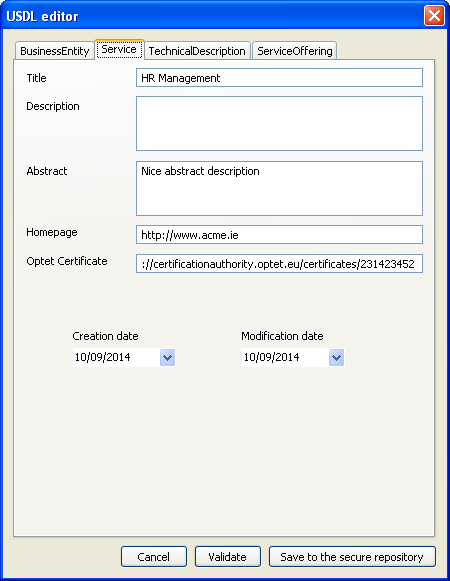 USDL editor
BusinessEntity Service TechnicalDescription ServiceOffering
Title HR Management
Description
Abstract Nice abstract description
Homepage http://www.acme.ie
Optet Certificate ://certificationauthority.optet.eu/certificates/231423452
Creation date Modification date
10/09/2014 10/09/2014
Cancel Validate Save to the secure repository